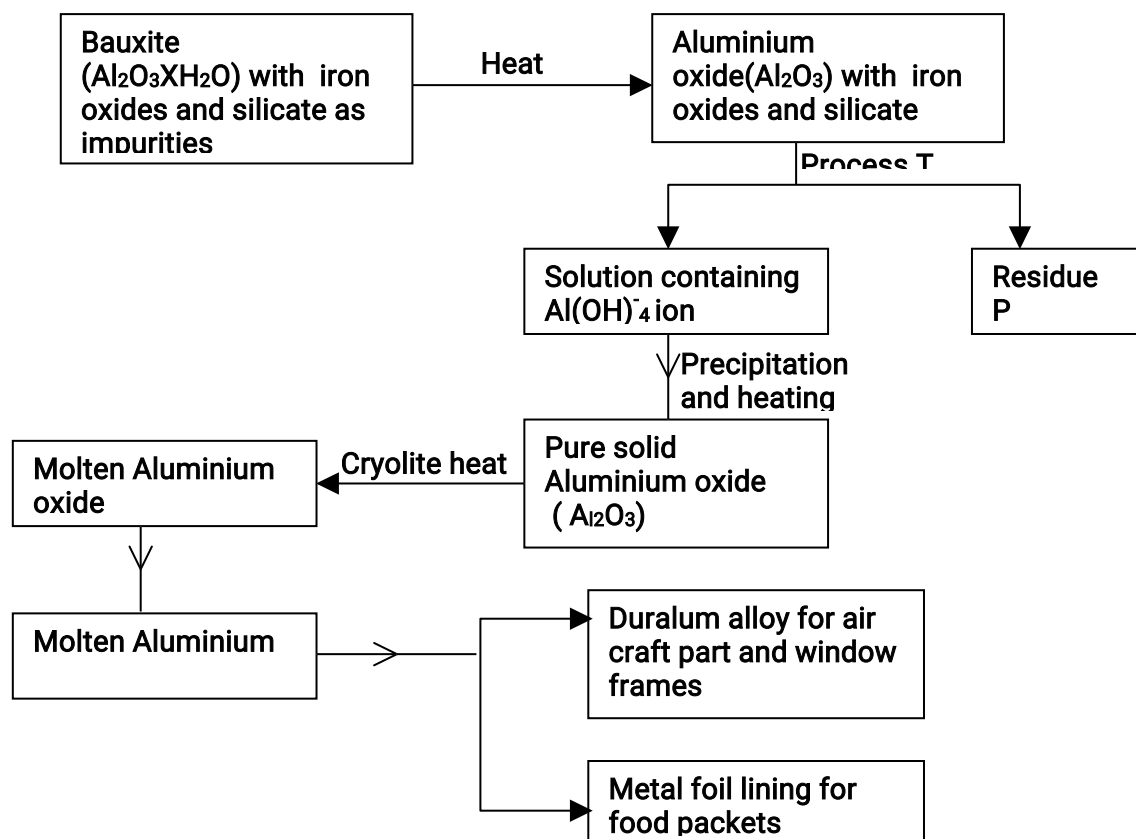 Bauxite
(Al₂O₃XH₂O) with iron
oxides and silicate as
impurities
Heat
Aluminium
oxide(Al₂O₃) with iron
oxides and silicate
Process T
Solution containing
Al(OH)⁻₄ ion
Residue
P
Precipitation
and heating
Pure solid
Aluminium oxide
( Al₂O₃)
Cryolite heat
Molten Aluminium
oxide
Molten Aluminium
Duralum alloy for air
craft part and window
frames
Metal foil lining for
food packets